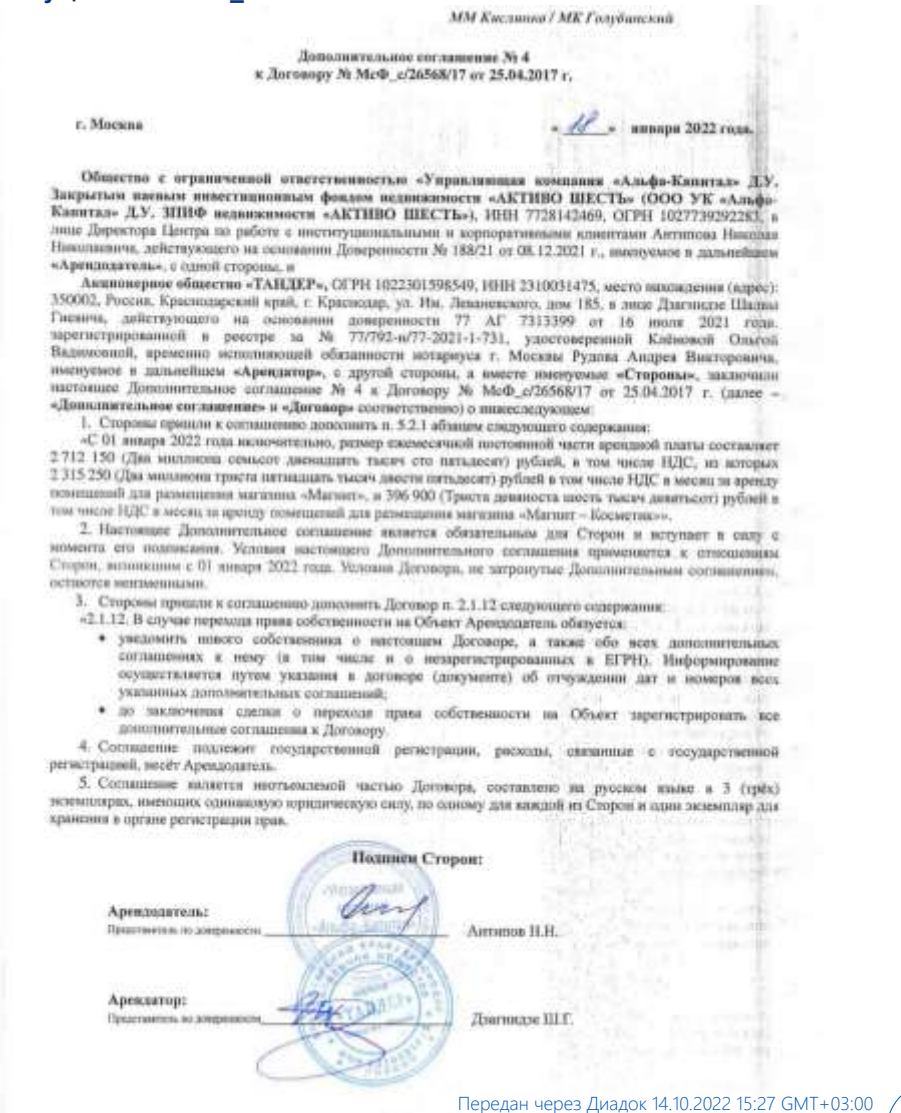 ММ Кислинка / МК Голубянский
Дополнительное соглашение № 4
к Договору № МсФ_с/26568/17 от 25.04.2017 г.
г. Москва « 18 » января 2022 года.
Общество с ограниченной ответственностью «Управляющая компания «Альфа-Капитал» Д.У.
Закрытым паевым инвестиционным фондом недвижимости «АКТИВО ШЕСТЬ» (ООО УК «Альфа-
Капитал» Д.У. ЗПИФ недвижимости «АКТИВО ШЕСТЬ»), ИНН 7728142469, ОГРН 1027739292283, в
лице Директора Центра по работе с институциональными и корпоративными клиентами Антипова Николая
Николаевича, действующего на основании Доверенности № 188/21 от 08.12.2021 г., именуемое в дальнейшем
«Арендодатель», с одной стороны, и
Акционерное общество «ТАНДЕР», ОГРН 1022301598549, ИНН 2310031475, место нахождения (адрес):
350002, Россия, Краснодарский край, г. Краснодар, ул. Им. Леваневского, дом 185, в лице Дзагнидзе Шалвы
Гиевича, действующего на основании доверенности 77 АГ 7313399 от 16 июля 2021 года,
зарегистрированной в реестре за № 77/792-н/77-2021-1-731, удостоверенной Клёновой Ольгой
Вадимовной, временно исполняющей обязанности нотариуса г. Москвы Рудова Андрея Викторовича,
именуемое в дальнейшем «Арендатор», с другой стороны, а вместе именуемые «Стороны», заключили
настоящее Дополнительное соглашение № 4 к Договору № МсФ_с/26568/17 от 25.04.2017 г. (далее –
«Дополнительное соглашение» и «Договор» соответственно) о нижеследующем:
1. Стороны пришли к соглашению дополнить п. 5.2.1 абзацем следующего содержания:
«С 01 января 2022 года включительно, размер ежемесячной постоянной части арендной платы составляет
2 712 150 (Два миллиона семьсот двенадцать тысяч сто пятьдесят) рублей, в том числе НДС, из которых
2 315 250 (Два миллиона триста пятнадцать тысяч двести пятьдесят) рублей в том числе НДС в месяц за аренду
помещений для размещения магазина «Магнит», и 396 900 (Триста девяноста шесть тысяч девятьсот) рублей в
том числе НДС в месяц за аренду помещений для размещения магазина «Магнит – Косметик»».
2. Настоящее Дополнительное соглашение является обязательным для Сторон и вступает в силу с
момента его подписания. Условия настоящего Дополнительного соглашения применяется к отношениям
Сторон, возникшим с 01 января 2022 года. Условия Договора, не затронутые Дополнительным соглашением,
остаются неизменными.
3. Стороны пришли к соглашению дополнить Договор п. 2.1.12 следующего содержания:
«2.1.12. В случае перехода права собственности на Объект Арендодатель обязуется:
• уведомить нового собственника о настоящем Договоре, а также обо всех дополнительных
соглашениях к нему (в том числе и о незарегистрированных в ЕГРН). Информирование
осуществляется путем указания в договоре (документе) об отчуждении дат и номеров всех
указанных дополнительных соглашений;
• до заключения сделки о переходе права собственности на Объект зарегистрировать все
дополнительные соглашения к Договору.
4. Соглашение подлежит государственной регистрации, расходы, связанные с государственной
регистрацией, несёт Арендодатель.
5. Соглашение является неотъемлемой частью Договора, составлено на русском языке в 3 (трёх)
экземплярах, имеющих одинаковую юридическую силу, по одному для каждой из Сторон и один экземпляр для
хранения в органе регистрации прав.
Подписи Сторон:
Арендодатель:
Представитель по доверенности Антипов Н.Н.
Арендатор:
Представитель по доверенности Дзагнидзе Ш.Г.
«ТАНДЕР»
Передан через Диадок 14.10.2022 15:27 GMT+03:00